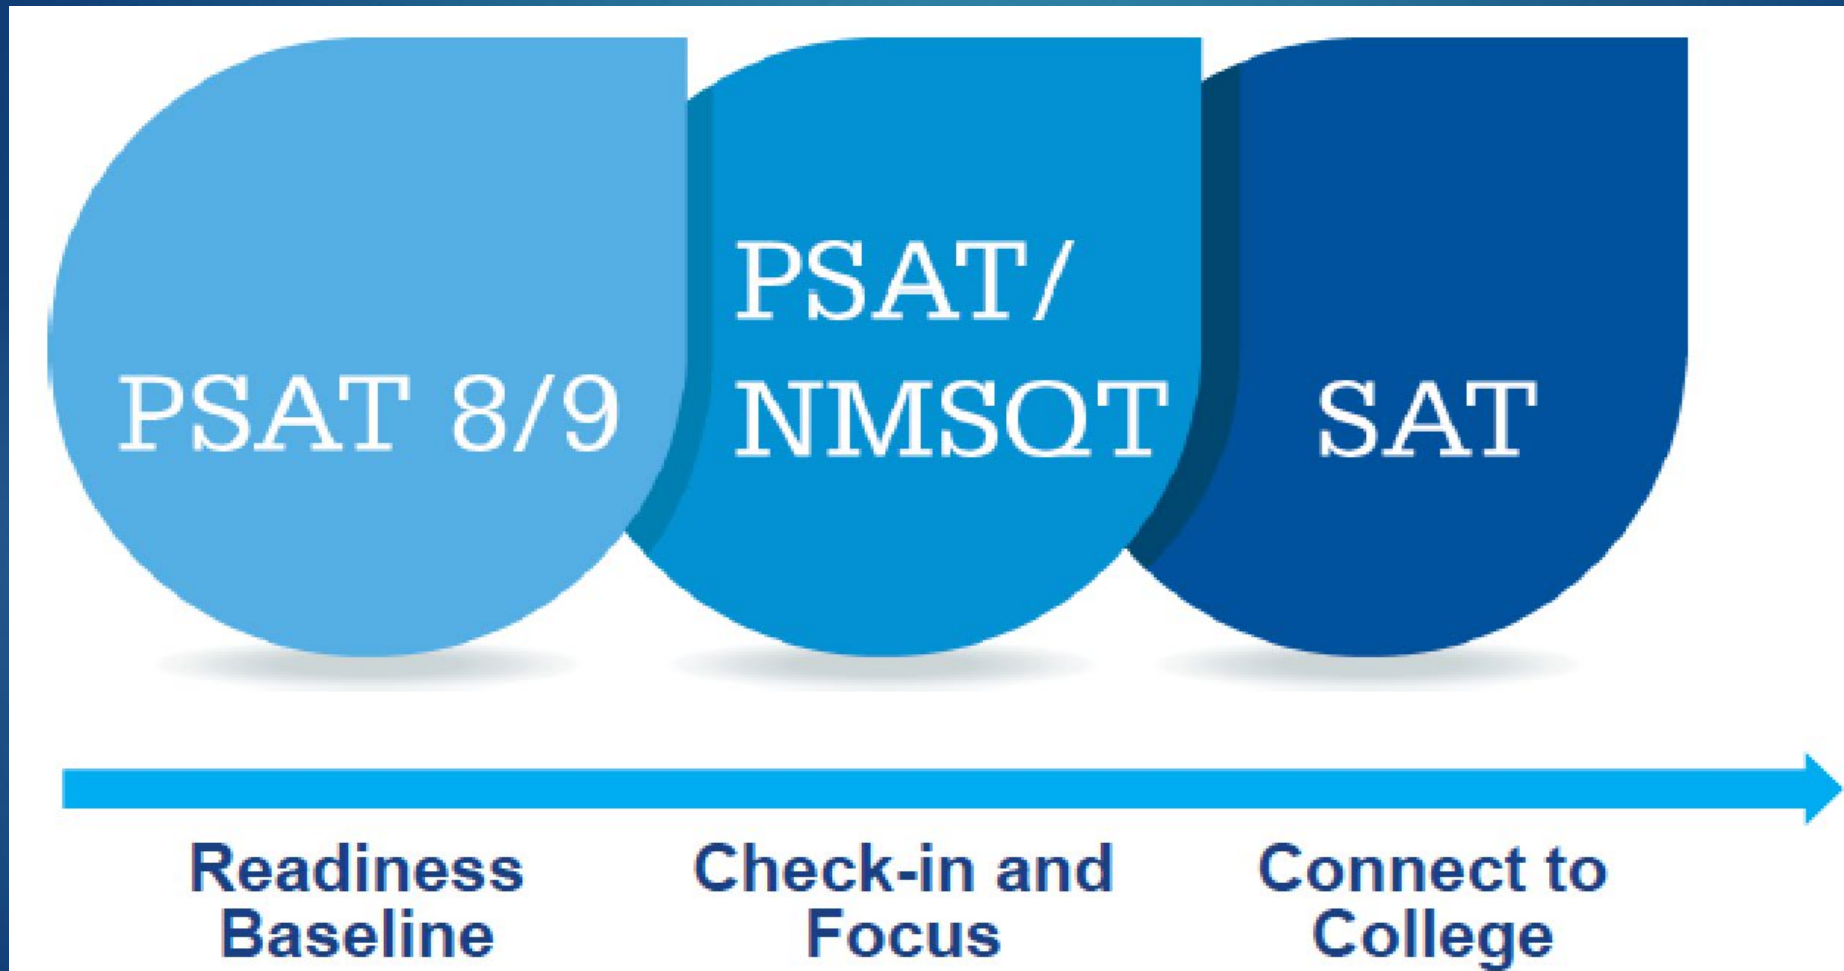 PSAT 8/9
PSAT/
NMSQT
SAT
Readiness
Baseline
Check-in and
Focus
Connect to
College